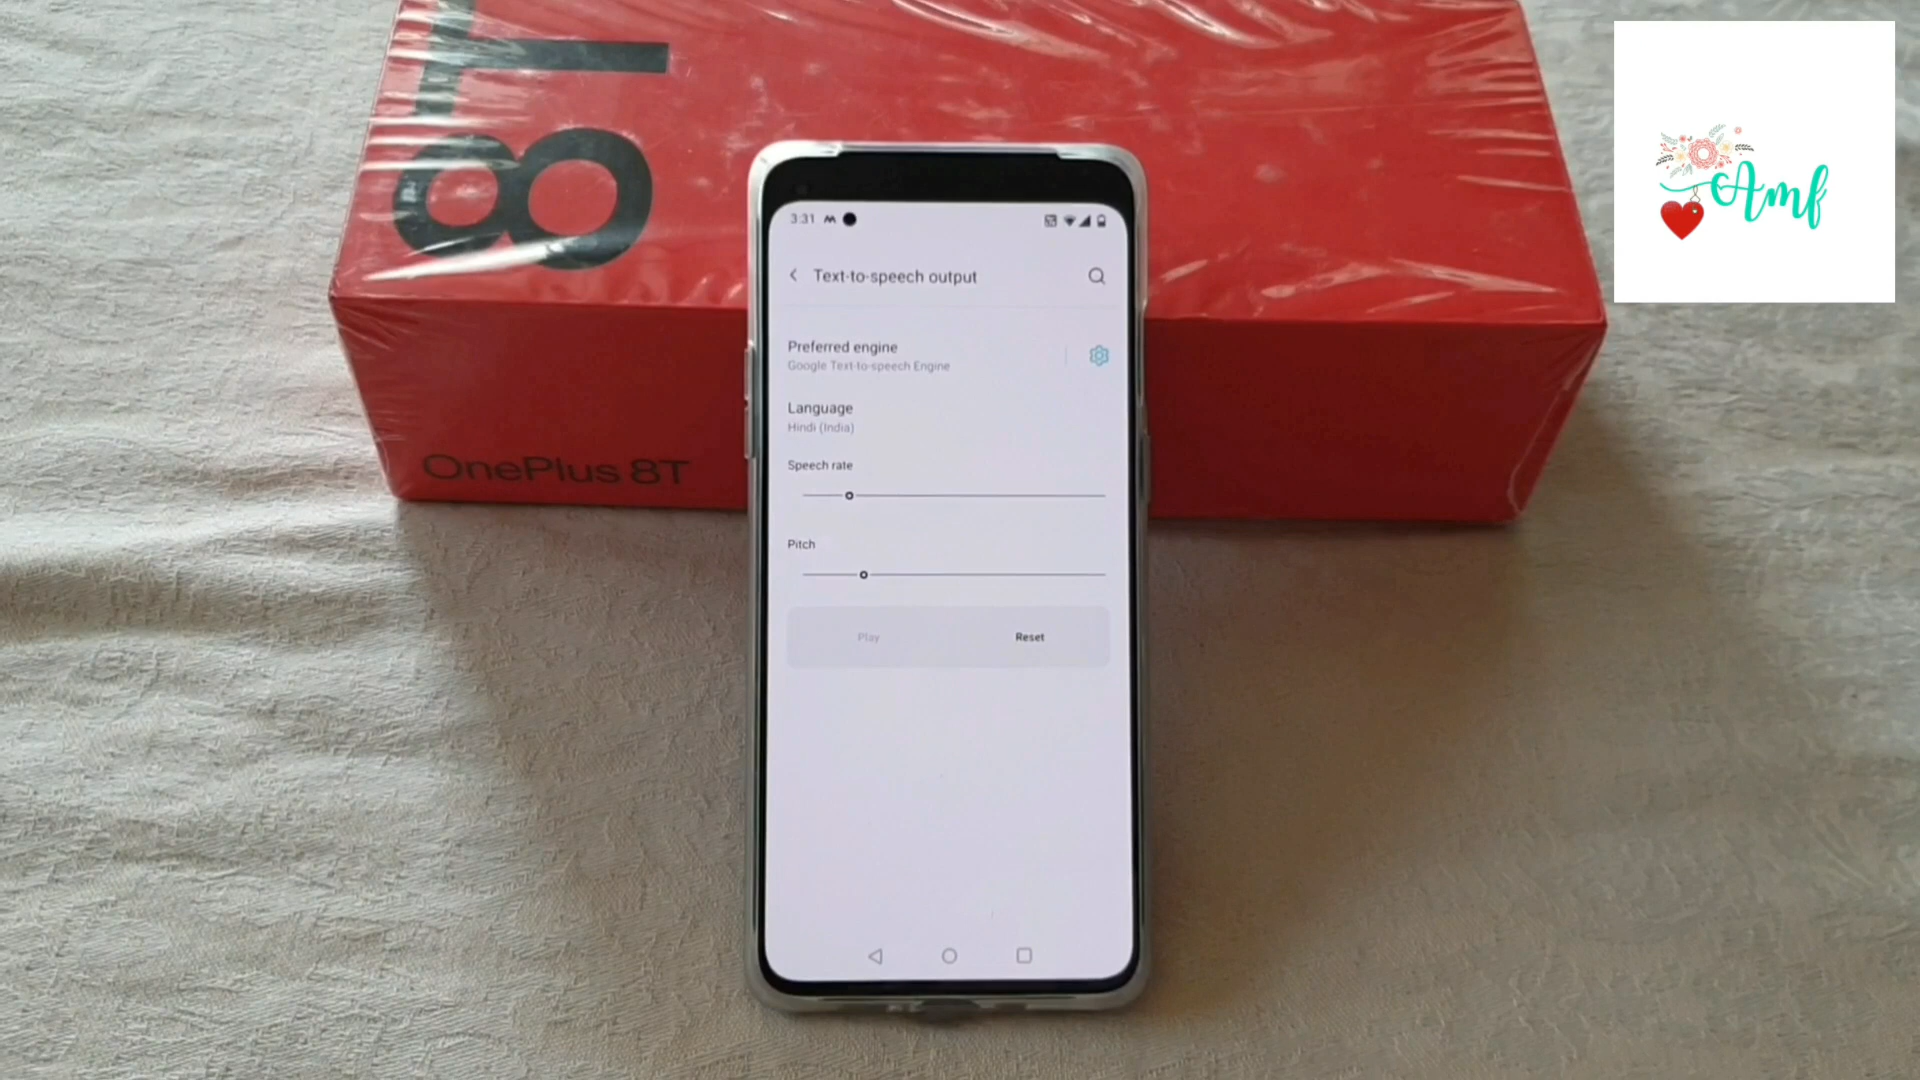 8T
OnePlus 8T
Amf
3:31
Text-to-speech output
Preferred engine
Google Text-to-speech Engine
Language
Hindi (India)
Speech rate
Pitch
Play
Reset